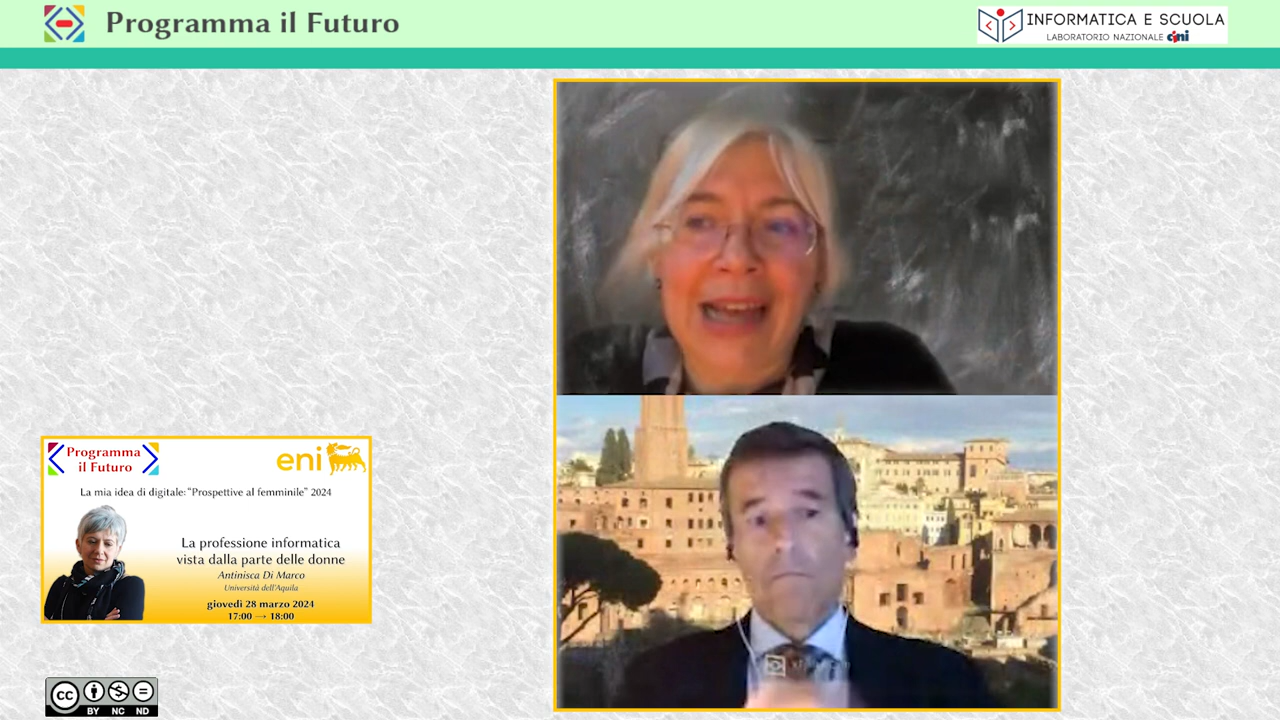 Programma il Futuro
INFORMATICA E SCUOLA
LABORATORIO NAZIONALE cini
Programma
il Futuro
eni
La mia idea di digitale: "Prospettive al femminile" 2024
La professione informatica
vista dalla parte delle donne
Antinisca Di Marco
Università dell'Aquila
giovedì 28 marzo 2024
17:00 → 18:00
cc
BY NC ND